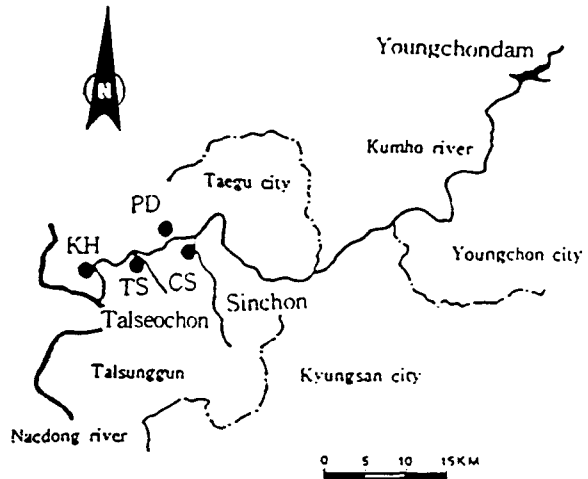 Youngchondam
N
Kumho river
Taegu city
PD
KH
Youngchon city
TS
CS
Sinchon
Talseochon
Talsunggun
Kyungsan city
Nacdong river
0 5 10 15KM